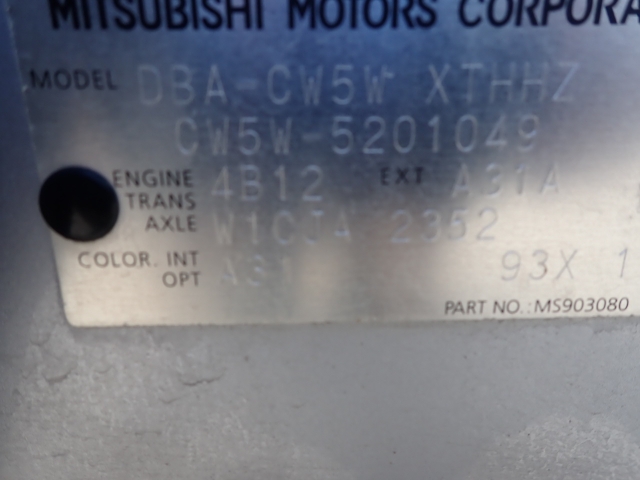 MITSUBISHI MOTORS CORPORA
MODEL DBA-CW5W XTHHZ
CW5W-5201049
ENGINE 4B12 EXT A31A
TRANS
AXLE W1CJA 2352
COLOR. INT A31 93X 1
OPT
PART NO.:MS903080